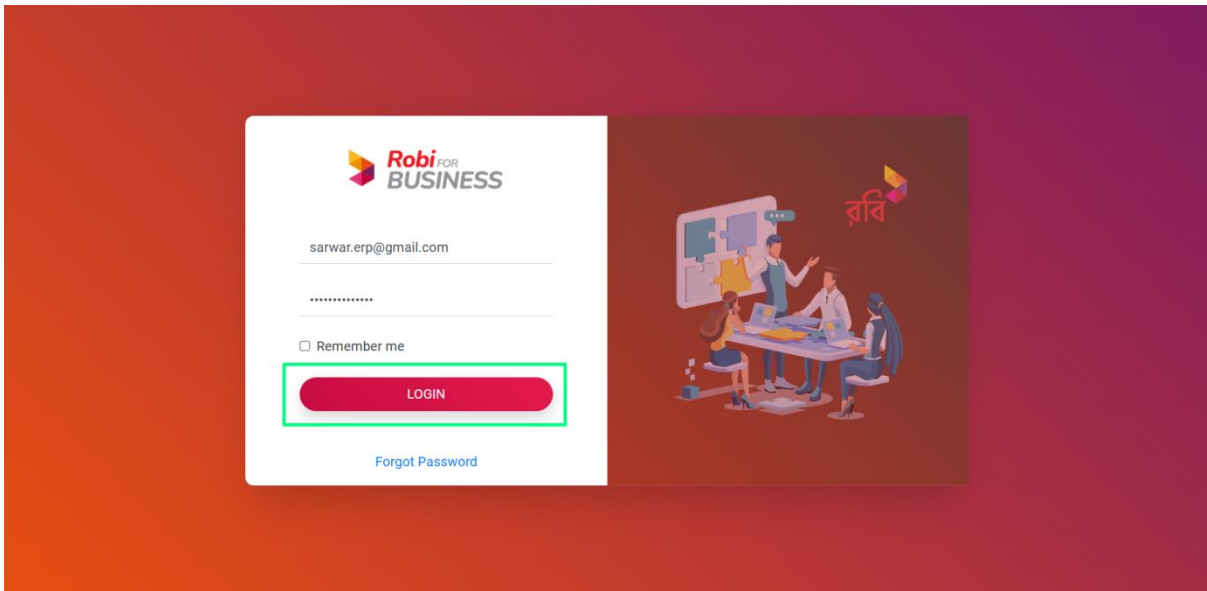 Robi FOR
BUSINESS
sarwar.erp@gmail.com
••••••••••••••
Remember me
LOGIN
Forgot Password
রবি